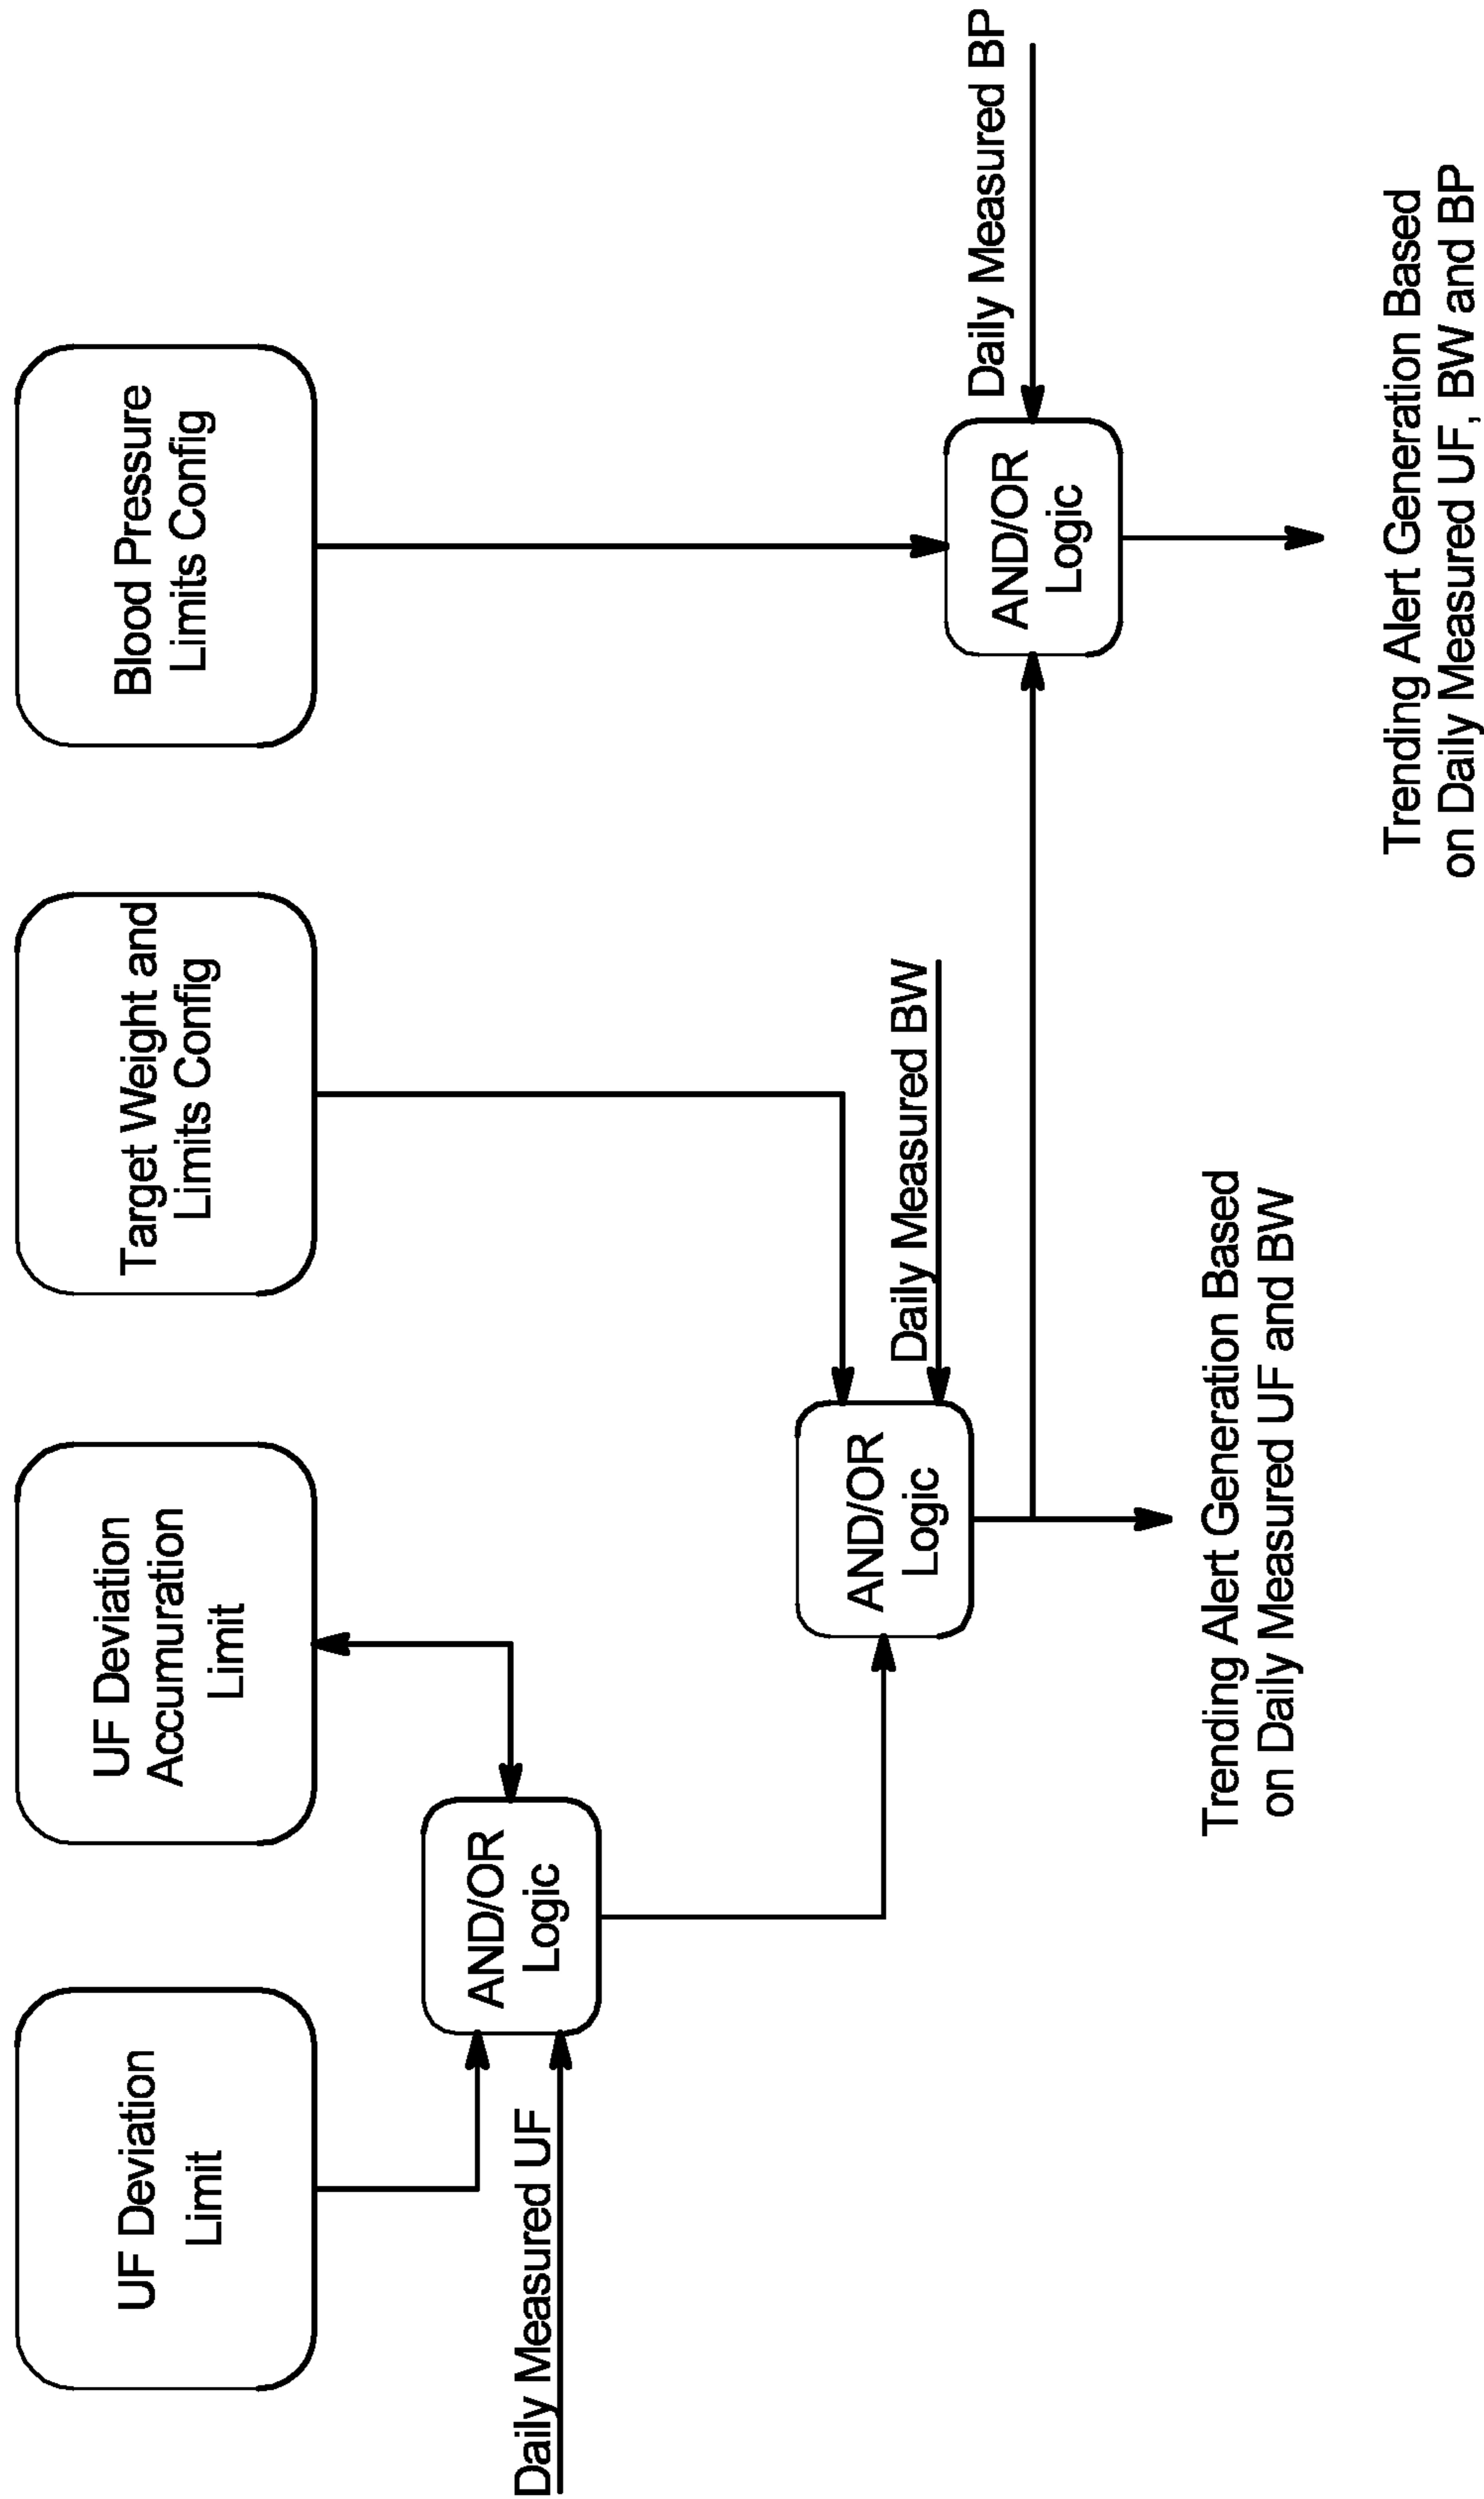 UF Deviation
Limit
UF Deviation
Accumuration
Limit
Target Weight and
Limits Config
Blood Pressure
Limits Config
Daily Measured UF
AND/OR
Logic
AND/OR
Logic
Daily Measured BW
AND/OR
Logic
Daily Measured BP
Trending Alert Generation Based
on Daily Measured UF and BW
Trending Alert Generation Based
on Daily Measured UF, BW and BP